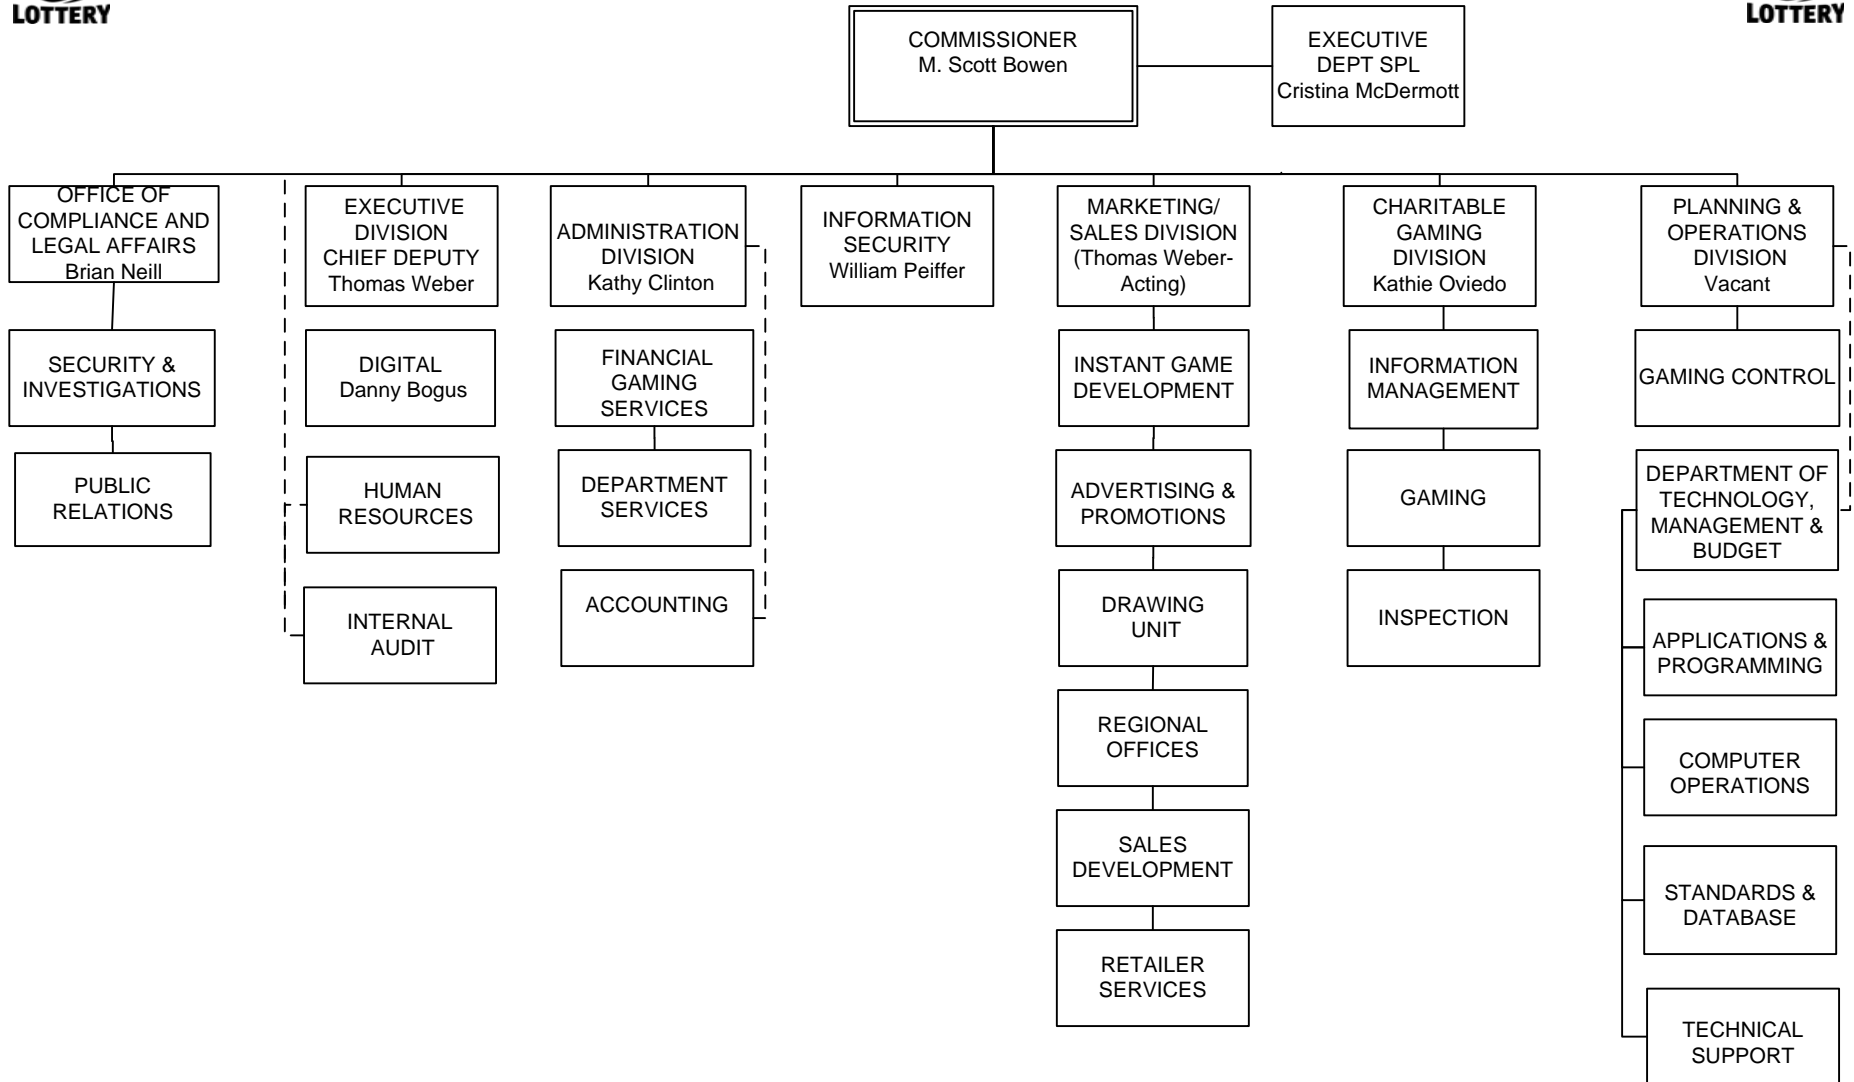 LOTTERY
LOTTERY
COMMISSIONER
M. Scott Bowen
EXECUTIVE
DEPT SPL
Cristina McDermott
OFFICE OF
COMPLIANCE AND
LEGAL AFFAIRS
Brian Neill
SECURITY &
INVESTIGATIONS
PUBLIC
RELATIONS
EXECUTIVE
DIVISION
CHIEF DEPUTY
Thomas Weber
DIGITAL
Danny Bogus
HUMAN
RESOURCES
INTERNAL
AUDIT
ADMINISTRATION
DIVISION
Kathy Clinton
FINANCIAL
GAMING
SERVICES
DEPARTMENT
SERVICES
ACCOUNTING
INFORMATION
SECURITY
William Peiffer
MARKETING/
SALES DIVISION
(Thomas Weber-
Acting)
INSTANT GAME
DEVELOPMENT
ADVERTISING &
PROMOTIONS
DRAWING
UNIT
REGIONAL
OFFICES
SALES
DEVELOPMENT
RETAILER
SERVICES
CHARITABLE
GAMING
DIVISION
Kathie Oviedo
INFORMATION
MANAGEMENT
GAMING
INSPECTION
PLANNING &
OPERATIONS
DIVISION
Vacant
GAMING CONTROL
DEPARTMENT OF
TECHNOLOGY,
MANAGEMENT &
BUDGET
APPLICATIONS &
PROGRAMMING
COMPUTER
OPERATIONS
STANDARDS &
DATABASE
TECHNICAL
SUPPORT